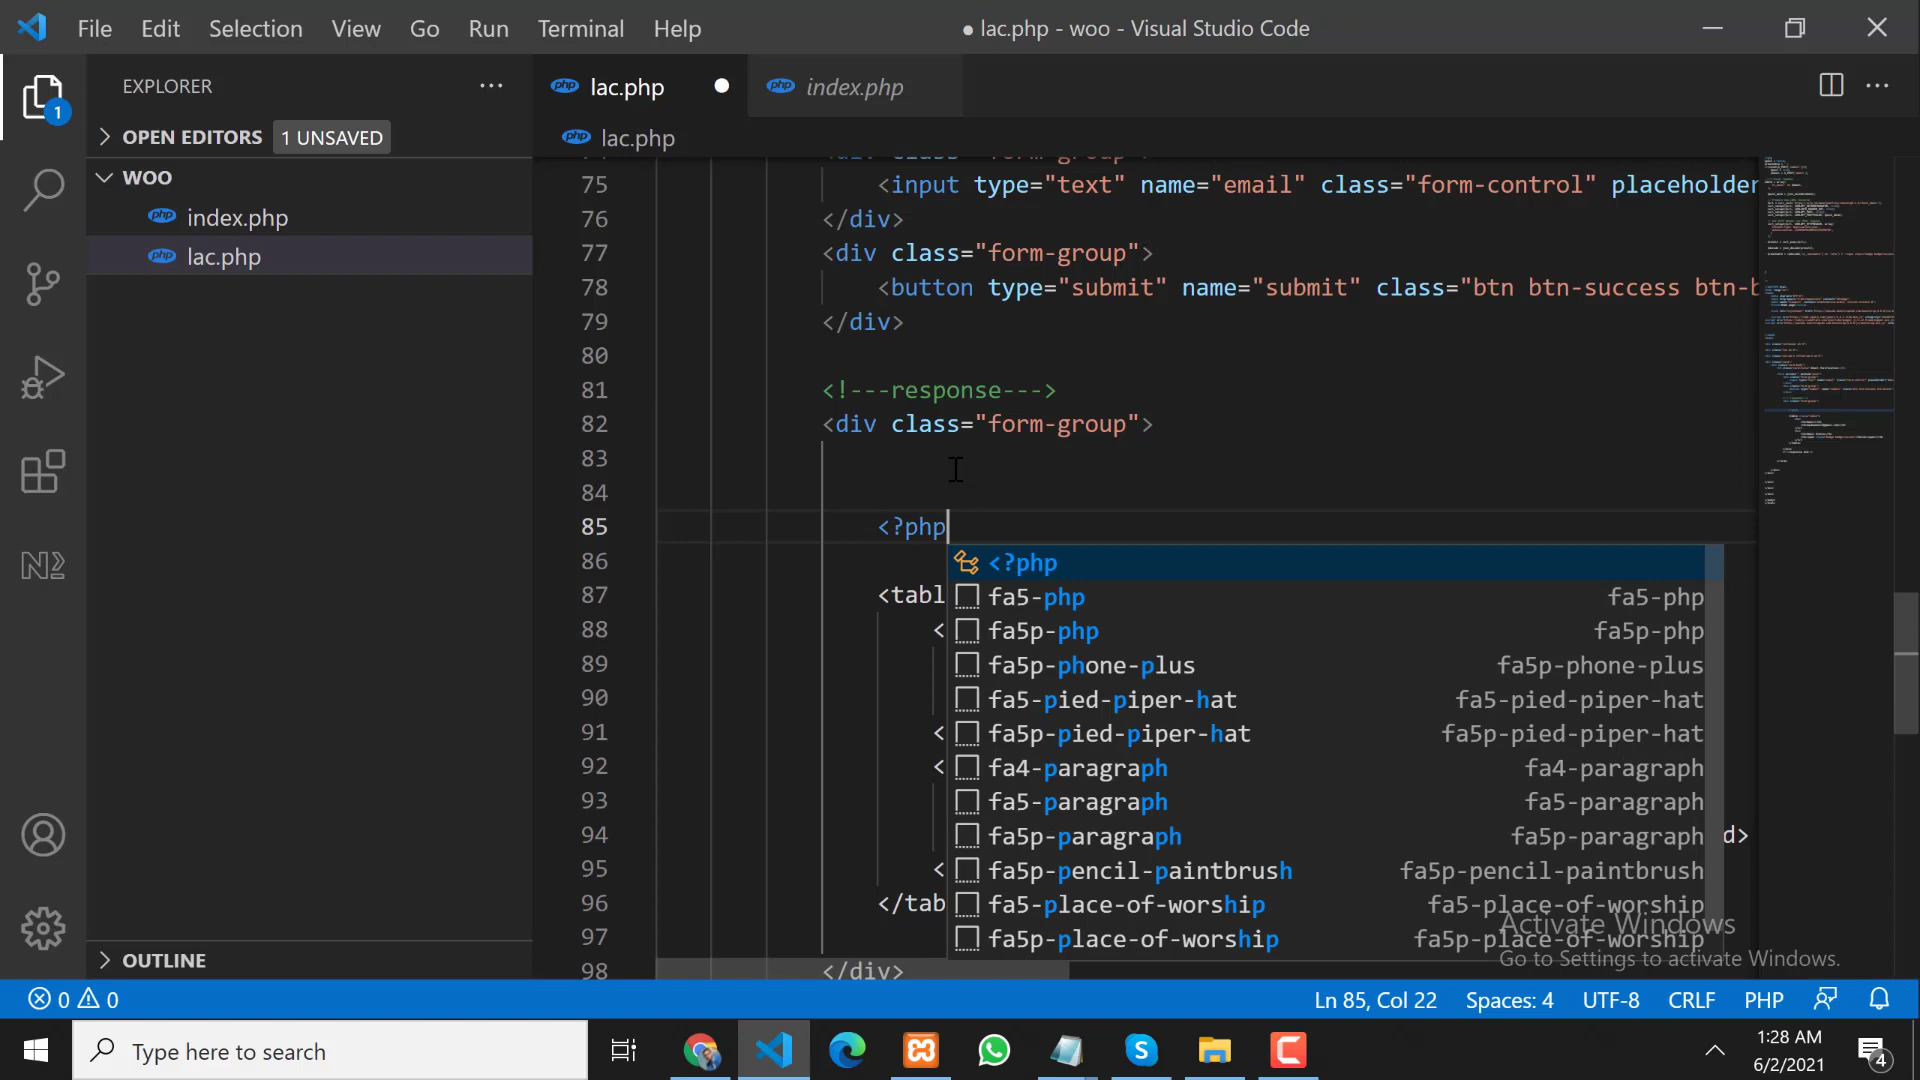 File Edit Selection View Go Run Terminal Help ● lac.php - woo - Visual Studio Code
EXPLORER ··· php lac.php php index.php ···
1
OPEN EDITORS 1 UNSAVED php lac.php
WOO
php index.php
php lac.php
75 <input type="text" name="email" class="form-control" placeholder
76 </div>
77 <div class="form-group">
78 <button type="submit" name="submit" class="btn btn-success btn-b
79 </div>
80
81 <!---response--->
82 <div class="form-group">
83
84
85 <?php
86 <?php
87 <tabl fa5-php fa5-php
88 < fa5p-php fa5p-php
89 fa5p-phone-plus fa5p-phone-plus
90 fa5-pied-piper-hat fa5-pied-piper-hat
91 < fa5p-pied-piper-hat fa5p-pied-piper-hat
92 < fa4-paragraph fa4-paragraph
93 fa5-paragraph fa5-paragraph
94 fa5p-paragraph fa5p-paragraph d>
95 < fa5p-pencil-paintbrush fa5p-pencil-paintbrush
96 </tab fa5-place-of-worship fa5-place-of-worship
97 fa5p-place-of-worship fa5p-place-of-worship
98 </div>
Activate Windows
Go to Settings to activate Windows.
OUTLINE
0 0 Ln 85, Col 22 Spaces: 4 UTF-8 CRLF PHP
Type here to search
1:28 AM
6/2/2021
4